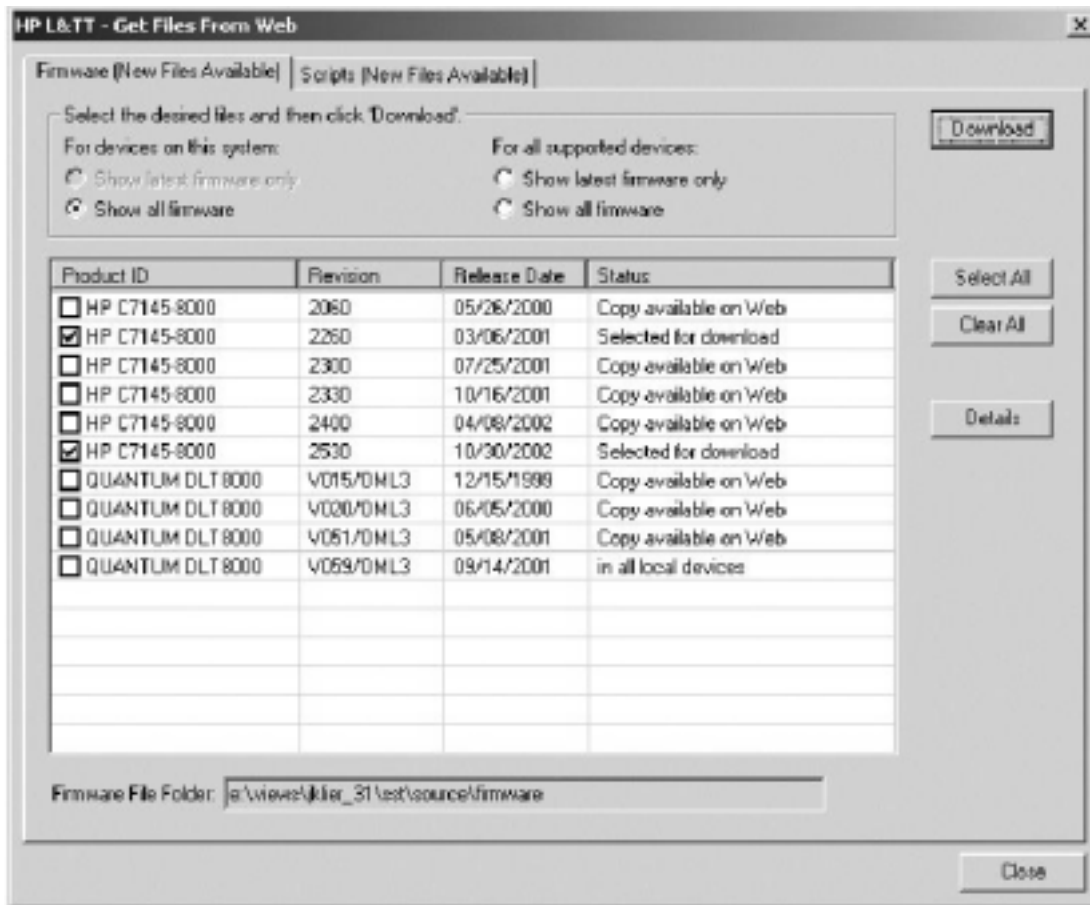 HP L&TT - Get Files From Web
Firmware (New Files Available)
Scripts (New Files Available)
Select the desired files and then click 'Download'.
For devices on this system:
For all supported devices:
Show latest firmware only
Show latest firmware only
Show all firmware
Show all firmware
Download
Product ID Revision Release Date Status
HP C7145-8000 2060 05/26/2000 Copy available on Web
HP C7145-8000 2260 03/06/2001 Selected for download
HP C7145-8000 2300 07/25/2001 Copy available on Web
HP C7145-8000 2330 10/16/2001 Copy available on Web
HP C7145-8000 2400 04/08/2002 Copy available on Web
HP C7145-8000 2530 10/30/2002 Selected for download
QUANTUM DLT8000 V015/DML3 12/15/1999 Copy available on Web
QUANTUM DLT8000 V020/DML3 06/05/2000 Copy available on Web
QUANTUM DLT8000 V051/DML3 05/08/2001 Copy available on Web
QUANTUM DLT8000 V059/DML3 09/14/2001 in all local devices
Select All
Clear All
Details
Firmware File Folder: e:\views\jklier_31\sst\source\firmware
Close